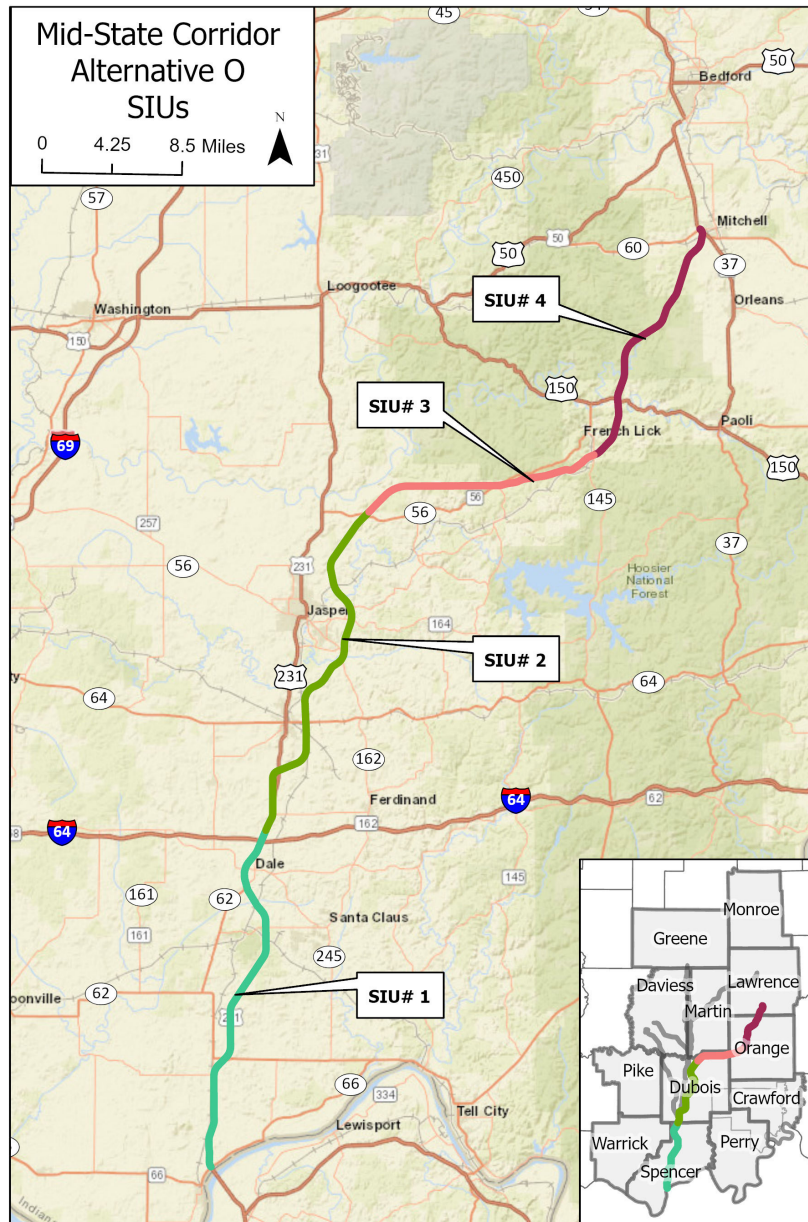 Mid-State Corridor
Alternative O
SIUs
0 4.25 8.5 Miles
N
45
50
Bedford
57
231
450
Mitchell
50
50
60
37
Loogootee
SIU# 4
Orleans
Washington
150
150
SIU# 3
French Lick
Paoli
69
150
56
145
56
257
37
56
231
Hoosier
National
Forest
Jasper
164
SIU# 2
231
64
64
162
Ferdinand
64
62
64
162
Dale
161
62
145
Santa Claus
161
245
62
SIU# 1
231
66
334
Tell City
Lewisport
66
Monroe
Greene
Daviess
Lawrence
Martin
Orange
Pike
Dubois
Crawford
Warrick
Perry
Spencer